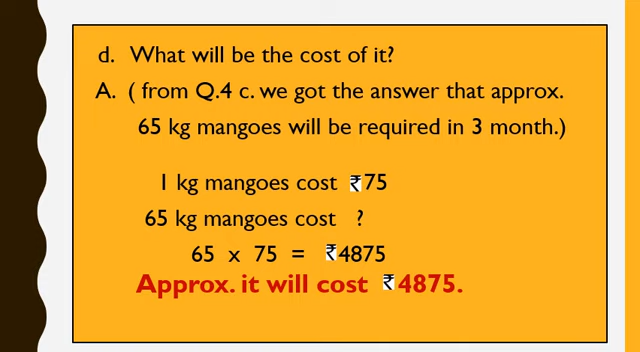 d. What will be the cost of it?
A. ( from Q.4 c. we got the answer that approx.
65 kg mangoes will be required in 3 month.)
1 kg mangoes cost ₹75
65 kg mangoes cost ?
65 x 75 = ₹4875
Approx. it will cost ₹4875.